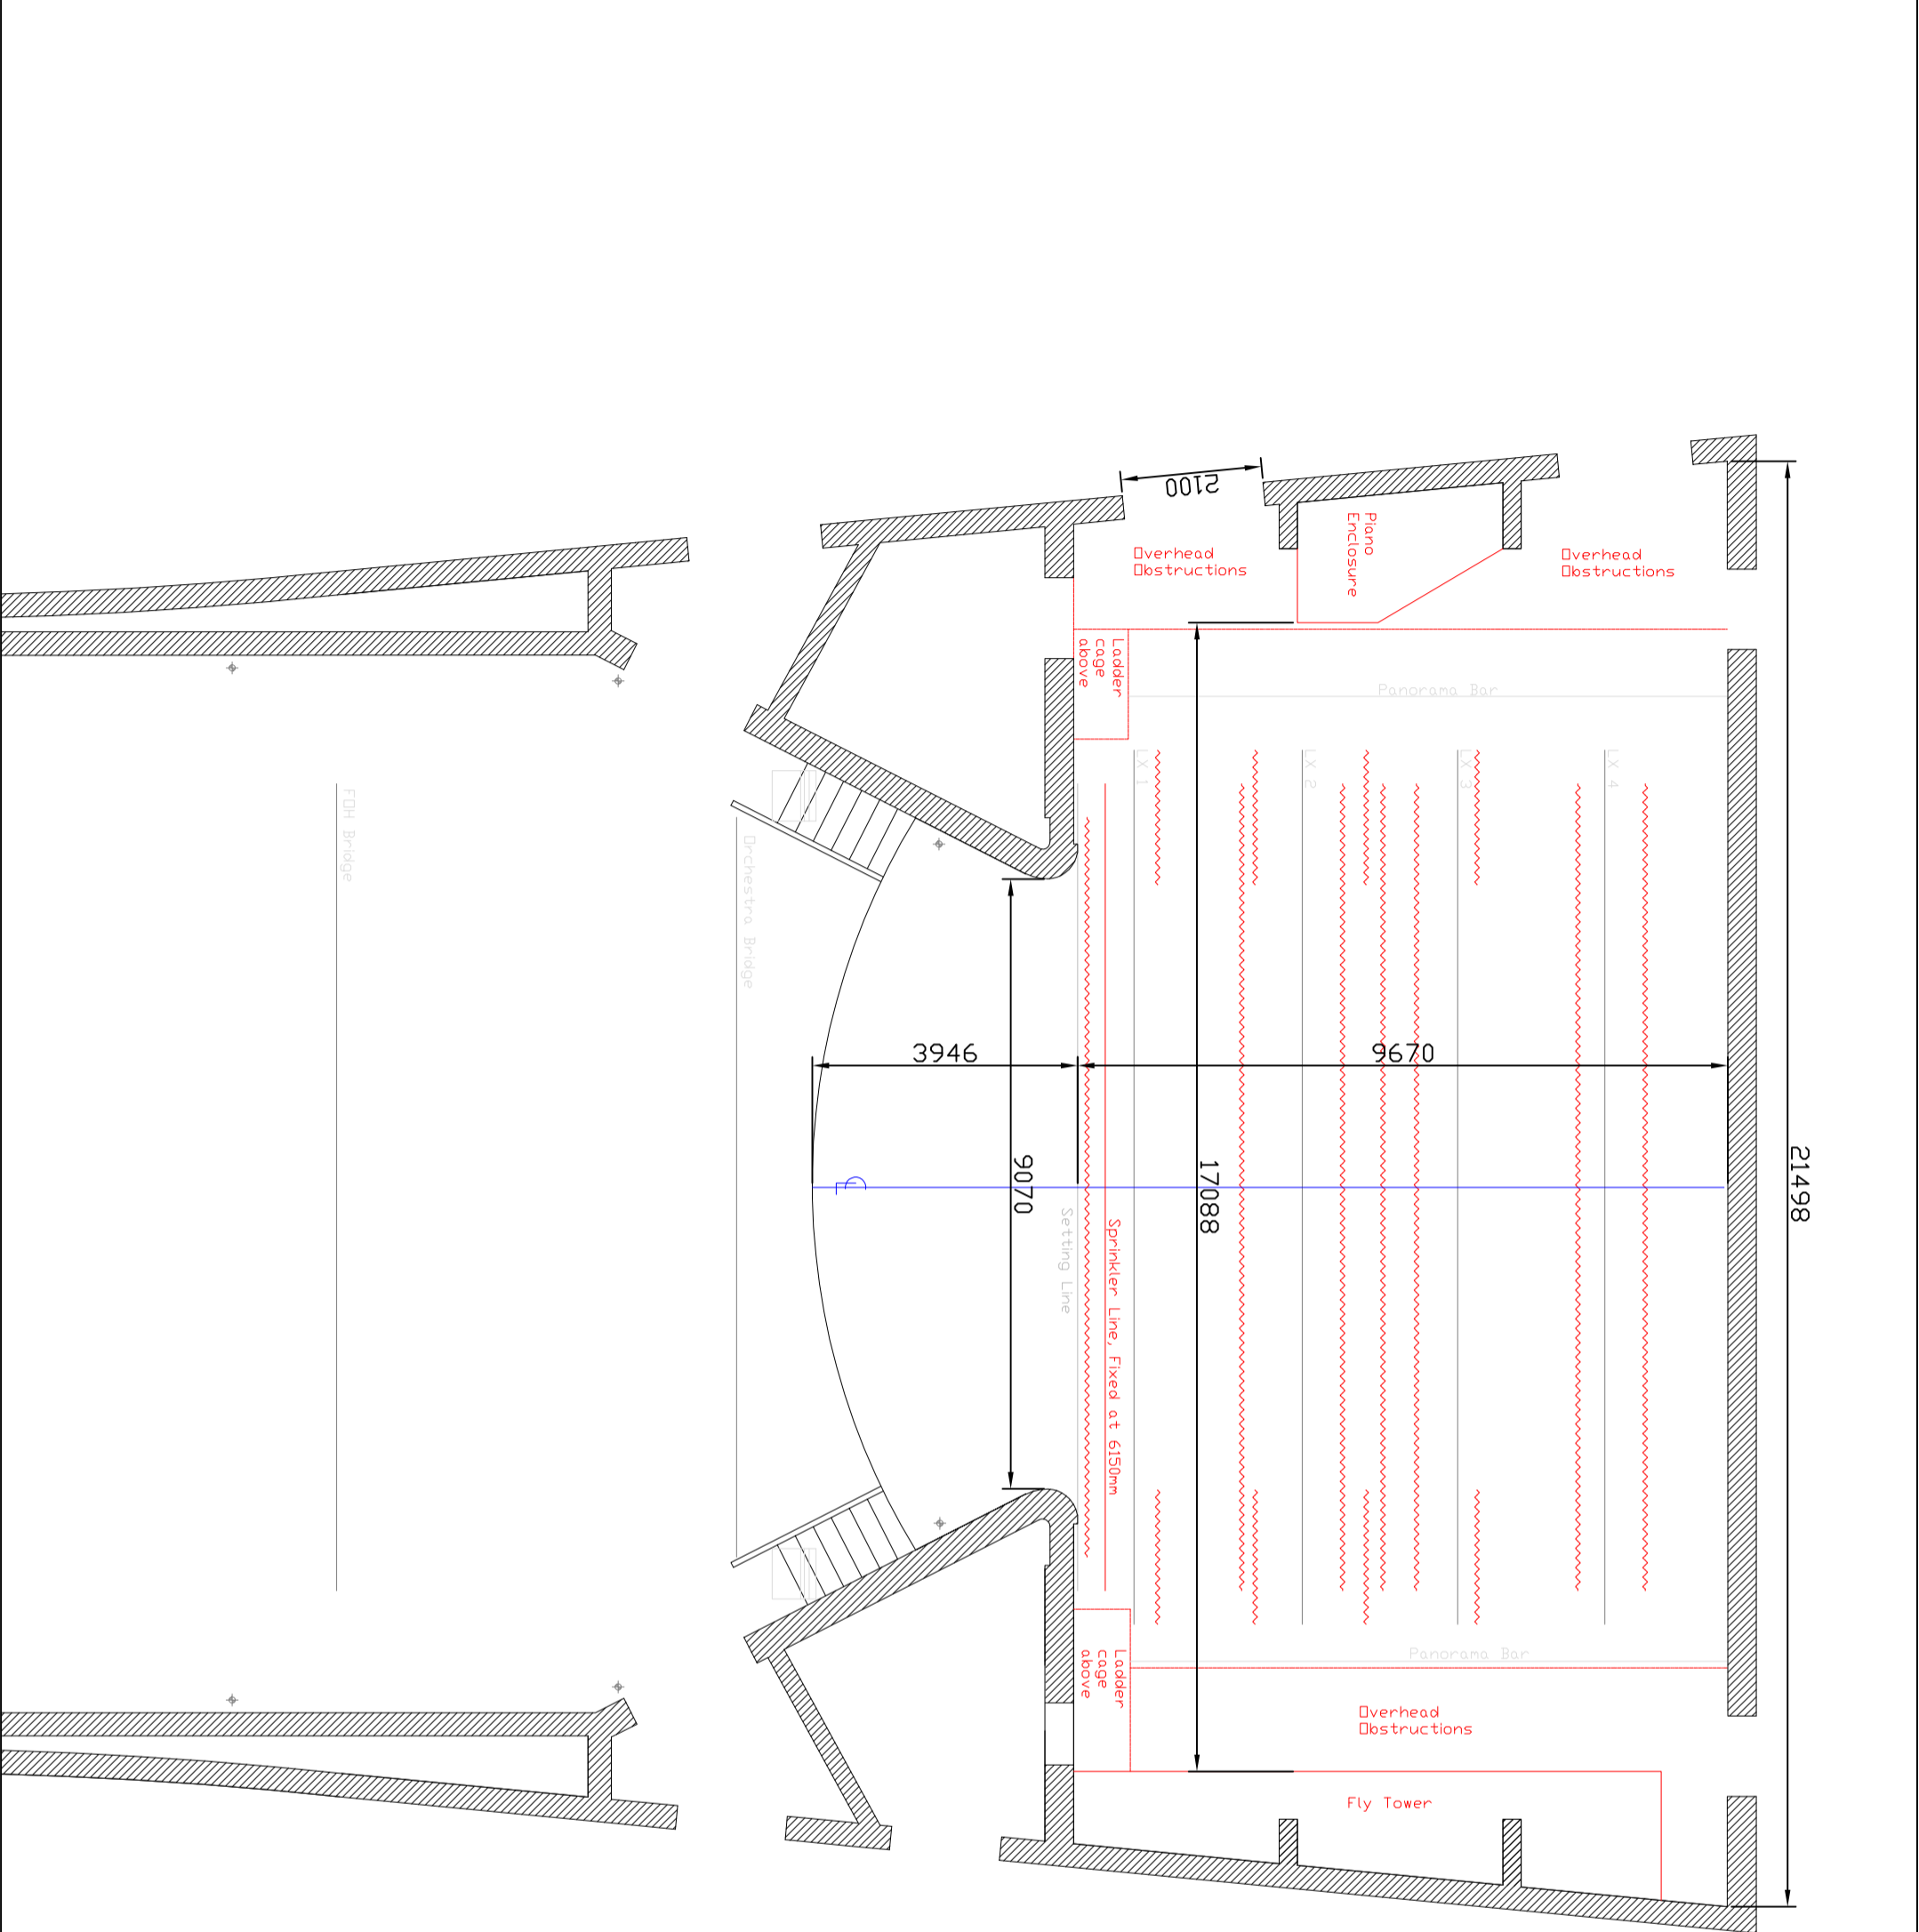 2100
Piano
Enclosure
Overhead
Obstructions
Overhead
Obstructions
Ladder
cage
above
Panorama Bar
LX 1
LX 2
LX 3
LX 4
FOH Bridge
Orchestra Bridge
3946
9670
9070
17088
21498
Setting Line
Sprinkler Line, Fixed at 6150mm
Ladder
cage
above
Panorama Bar
Overhead
Obstructions
Fly Tower